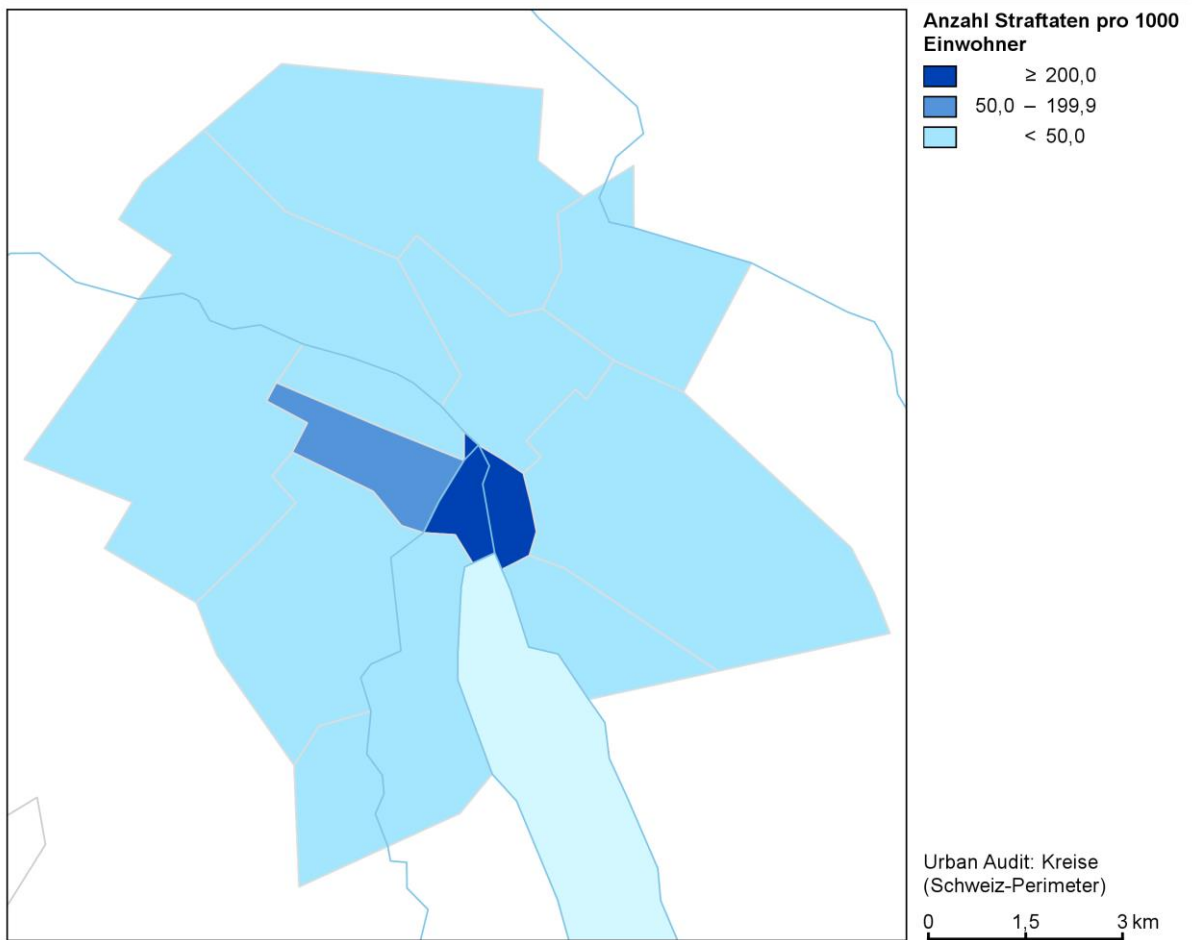 Anzahl Straftaten pro 1000
Einwohner
≥ 200,0
50,0 – 199,9
< 50,0
Urban Audit: Kreise
(Schweiz-Perimeter)
0 1,5 3 km